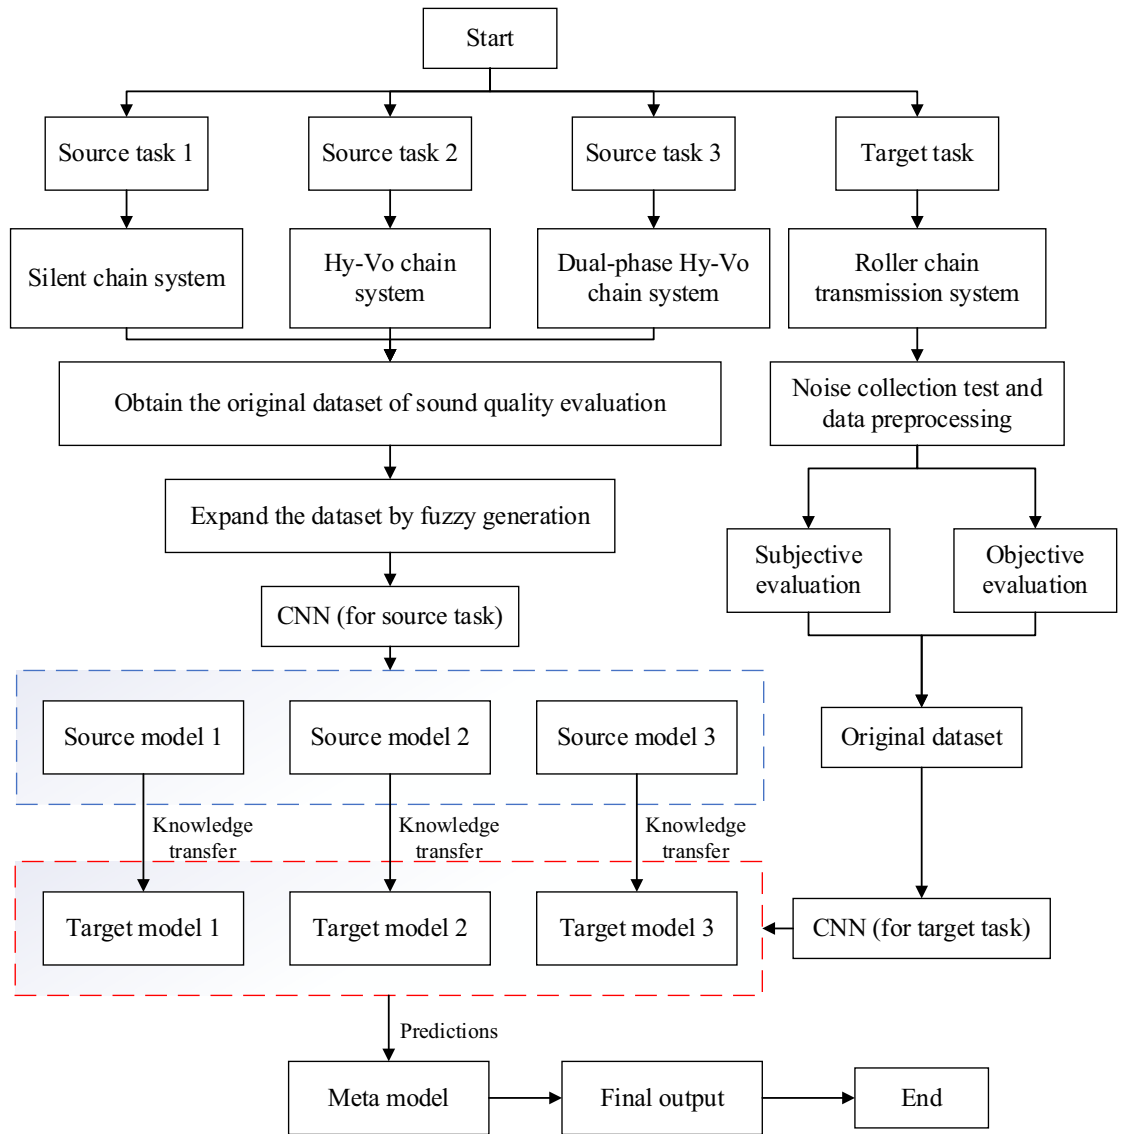 Start
Source task 1
Source task 2
Source task 3
Target task
Silent chain system
Hy-Vo chain
system
Dual-phase Hy-Vo
chain system
Roller chain
transmission system
Obtain the original dataset of sound quality evaluation
Noise collection test and
data preprocessing
Expand the dataset by fuzzy generation
Subjective
evaluation
Objective
evaluation
CNN (for source task)
Source model 1
Source model 2
Source model 3
Original dataset
Knowledge
transfer
Knowledge
transfer
Knowledge
transfer
Target model 1
Target model 2
Target model 3
CNN (for target task)
Predictions
Meta model
Final output
End